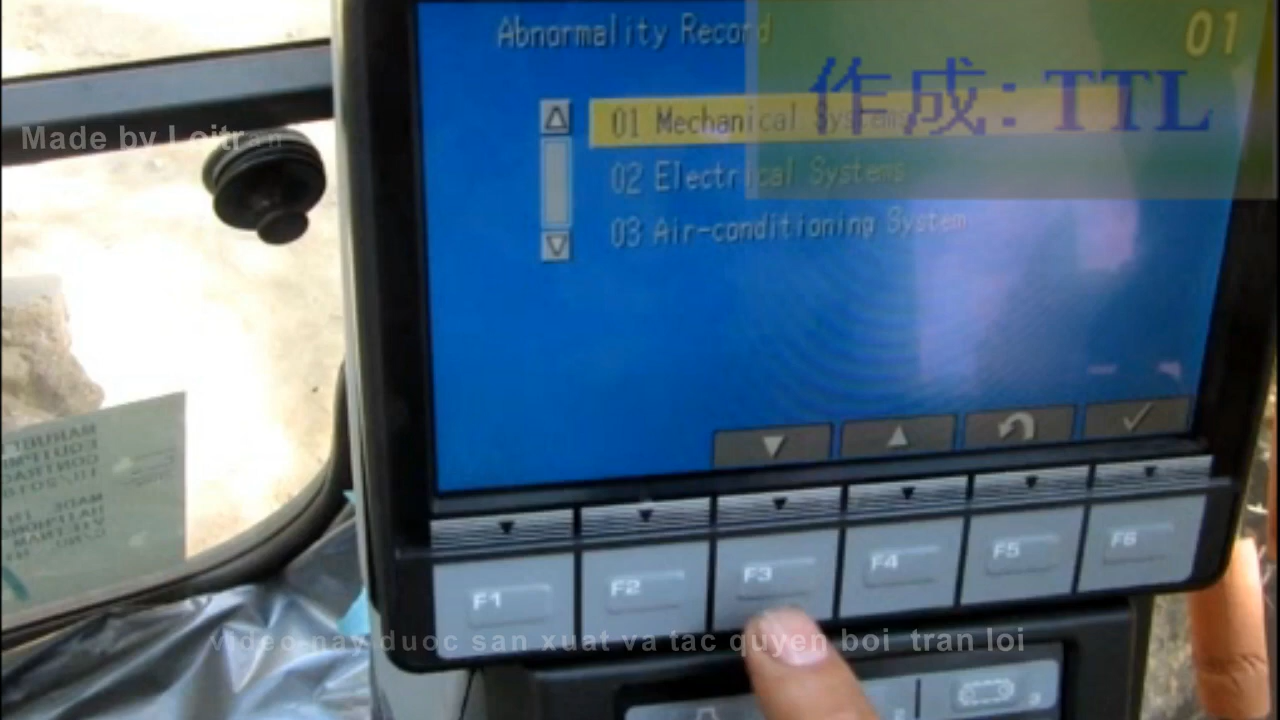 Abnormality Record
01
作成: TTL
Made by Loitran
01 Mechanical Systems
02 Electrical Systems
03 Air-conditioning System
F1
F2
F3
F4
F5
F6
video nay duoc san xuat va tac quyen boi tran loi